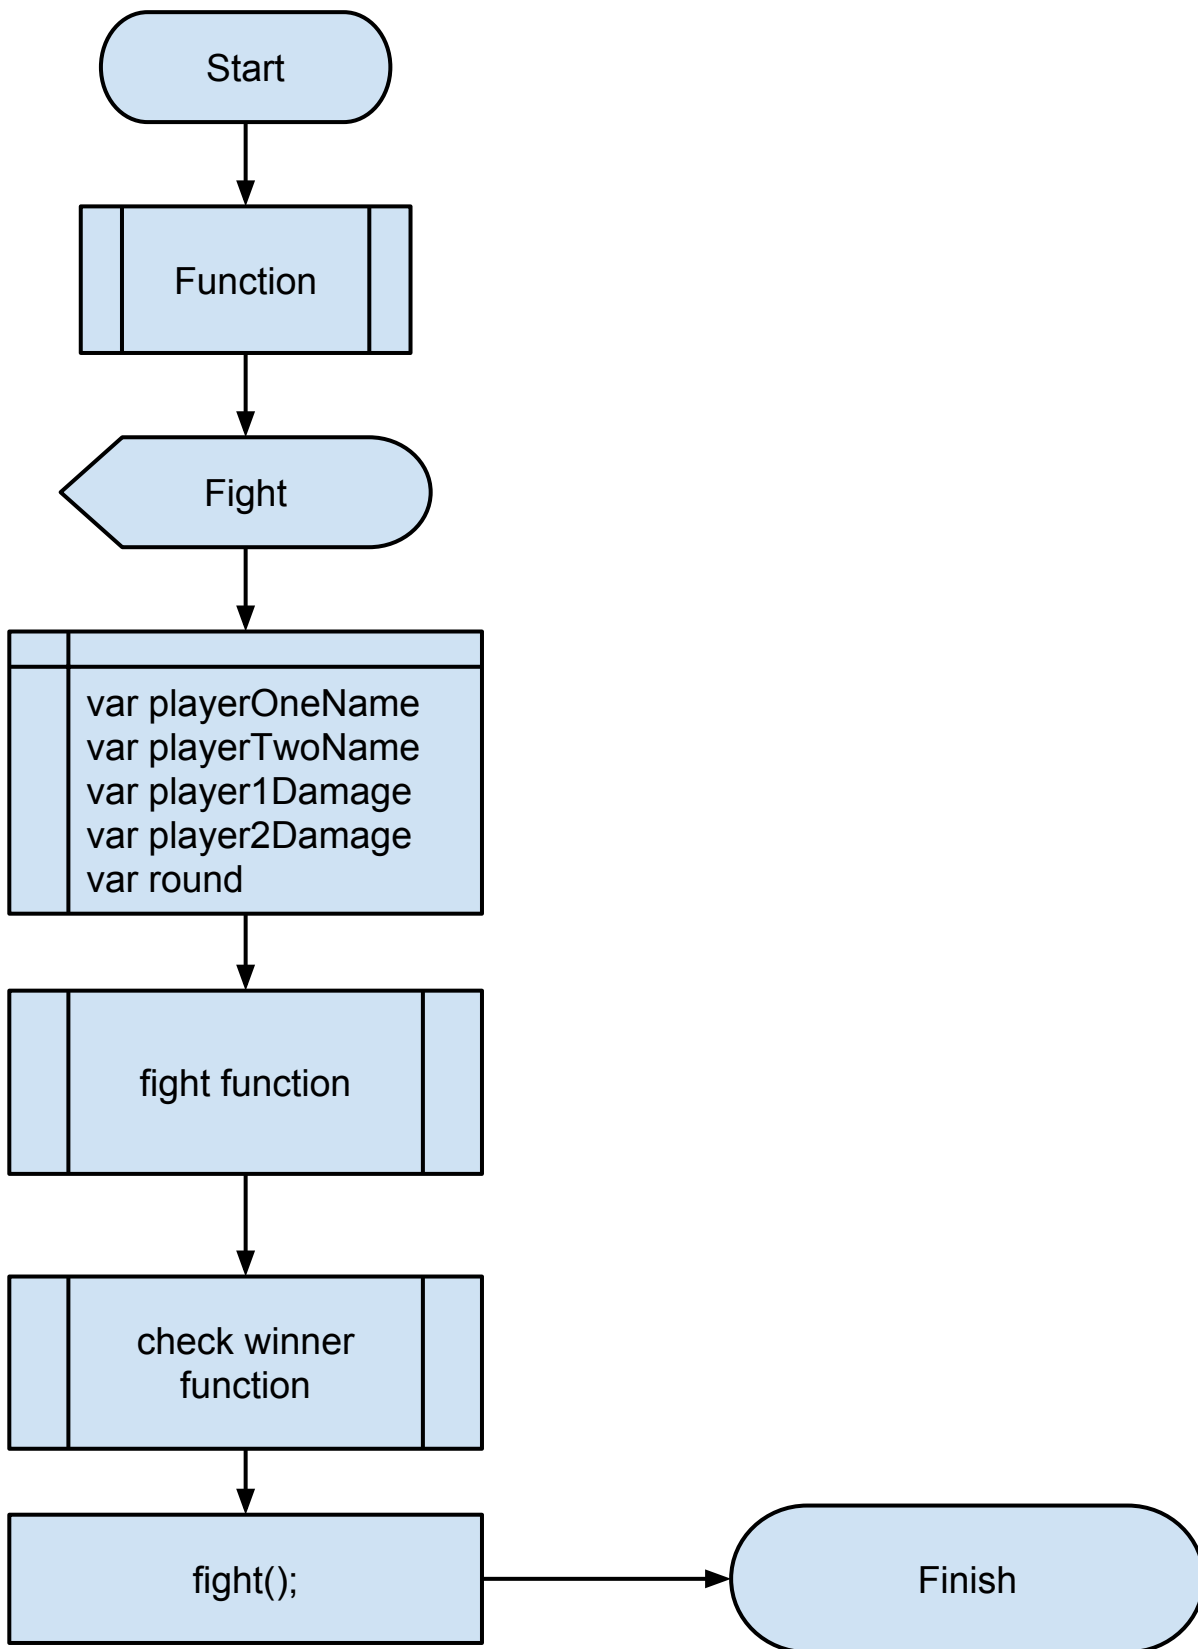 Start
Function
Fight
var playerOneName
var playerTwoName
var player1Damage
var player2Damage
var round
fight function
check winner
function
fight();
Finish